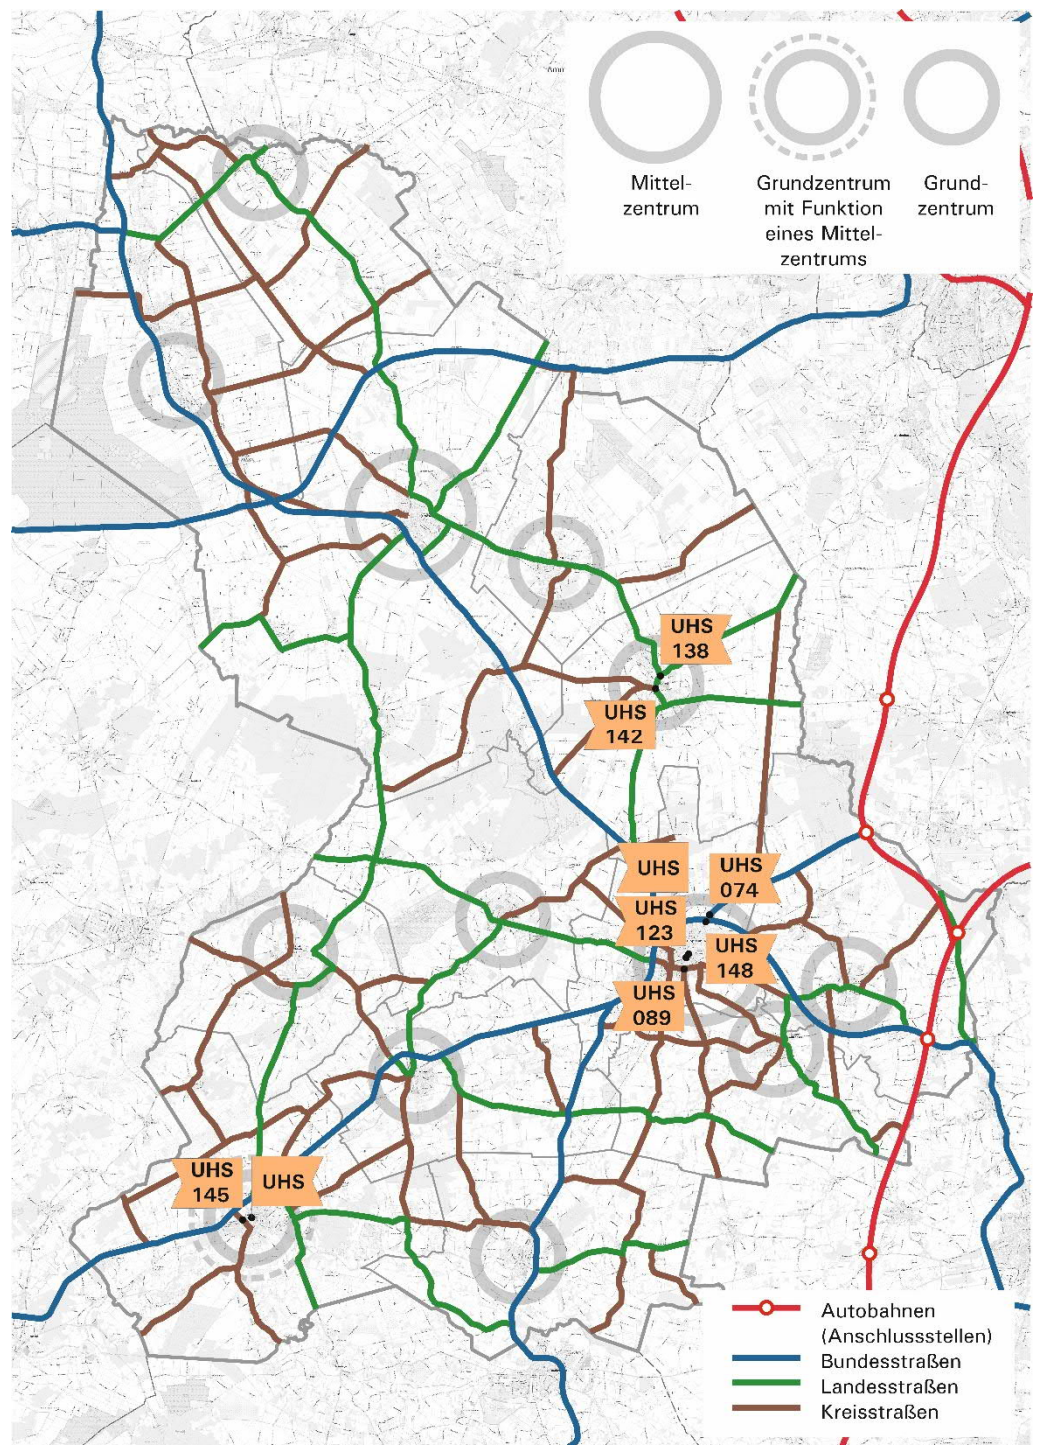 Mittel-
zentrum
Grundzentrum
mit Funktion
eines Mittel-
zentrums
Grund-
zentrum
UHS
138
UHS
142
UHS
UHS
074
UHS
123
UHS
148
UHS
089
UHS
145
UHS
Autobahnen
(Anschlussstellen)
Bundesstraßen
Landesstraßen
Kreisstraßen